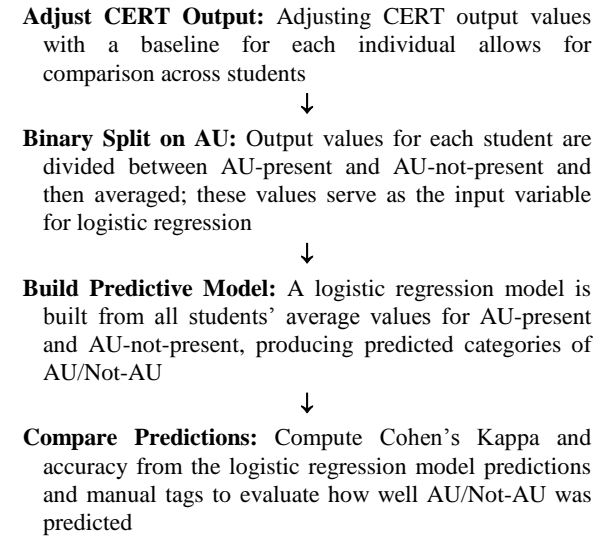 Adjust CERT Output: Adjusting CERT output values
with a baseline for each individual allows for
comparison across students
↓
Binary Split on AU: Output values for each student are
divided between AU-present and AU-not-present and
then averaged; these values serve as the input variable
for logistic regression
↓
Build Predictive Model: A logistic regression model is
built from all students’ average values for AU-present
and AU-not-present, producing predicted categories of
AU/Not-AU
↓
Compare Predictions: Compute Cohen’s Kappa and
accuracy from the logistic regression model predictions
and manual tags to evaluate how well AU/Not-AU was
predicted